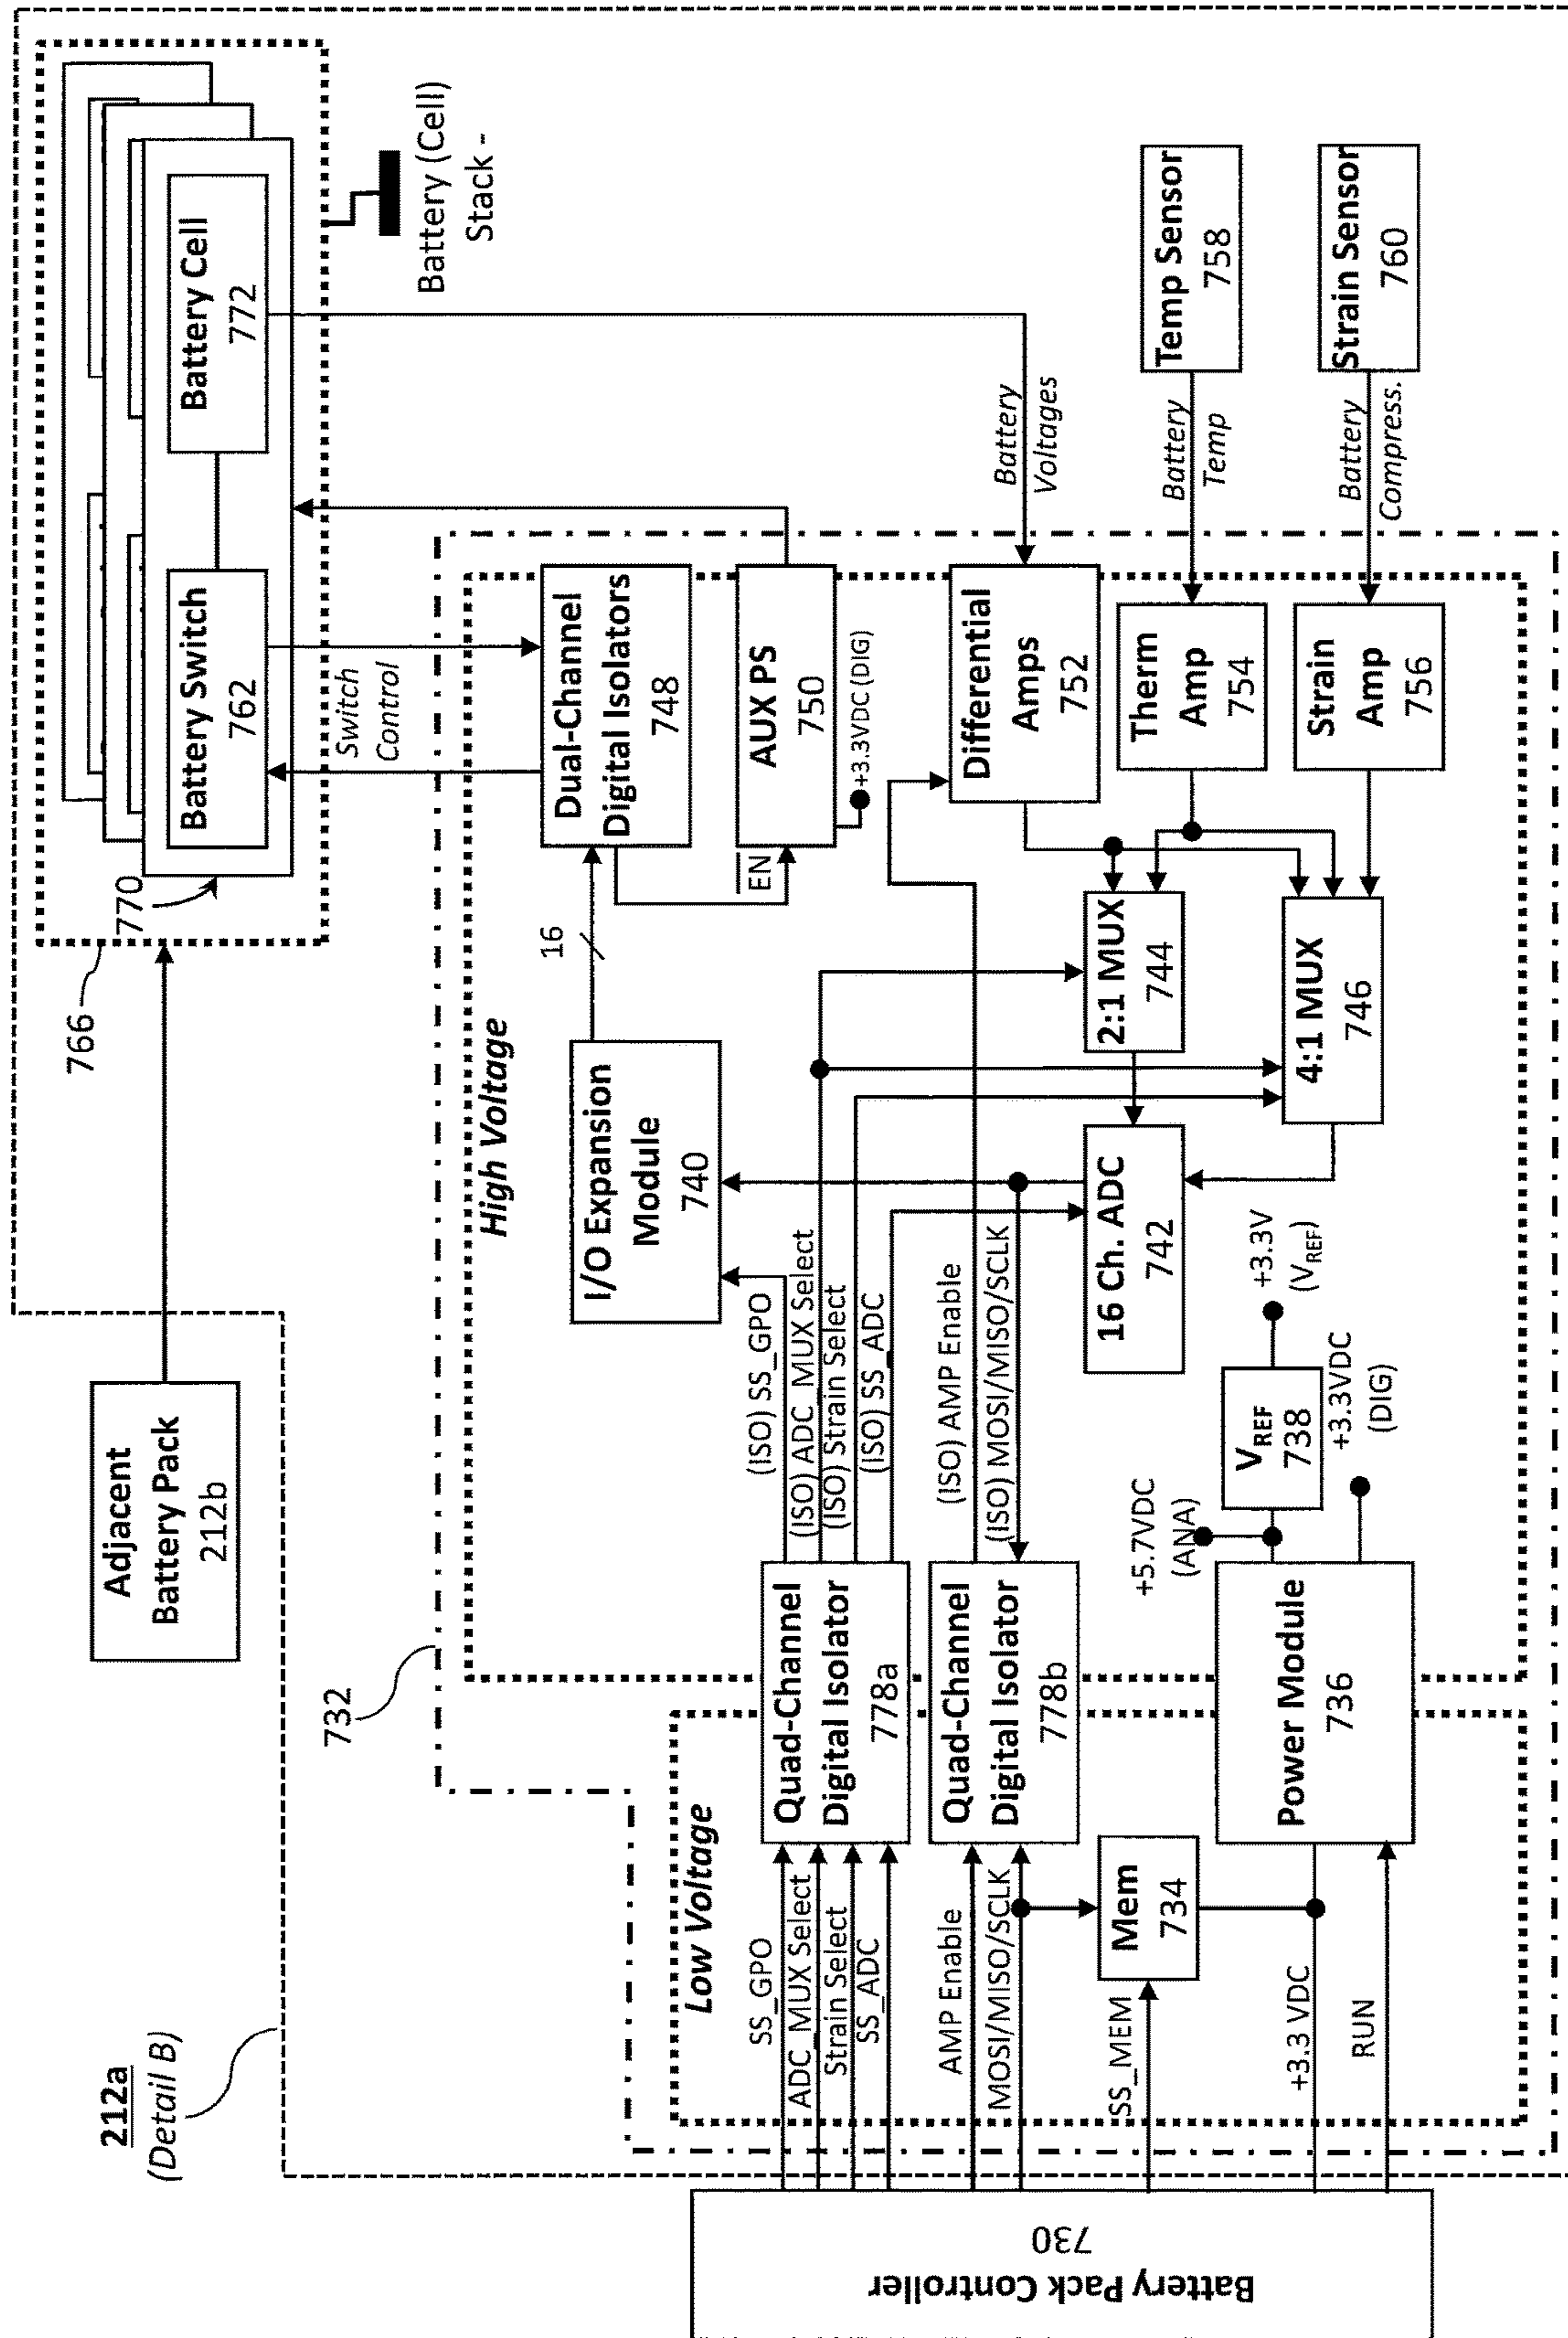 212a
(Detail B)
Adjacent
Battery Pack
212b
766
770
Battery Switch
762
Battery Cell
772
Battery (Cell)
Stack -
732
Low Voltage
High Voltage
Switch
Control
Battery Pack Controller
730
SS_GPO
ADC_MUX Select
Strain Select
SS_ADC
AMP Enable
MOSI/MISO/SCLK
SS_MEM
+3.3 VDC
RUN
Quad-Channel
Digital Isolator
778a
Quad-Channel
Digital Isolator
778b
Mem
734
Power Module
736
(ISO) SS_GPO
(ISO) ADC_MUX Select
(ISO) Strain Select
(ISO) SS_ADC
(ISO) AMP Enable
(ISO) MOSI/MISO/SCLK
+5.7VDC
(ANA)
VREF
738
+3.3V
(VREF)
+3.3VDC
(DIG)
I/O Expansion
Module
740
16
16 Ch. ADC
742
2:1 MUX
744
4:1 MUX
746
Dual-Channel
Digital Isolators
748
EN
AUX PS
750
+3.3VDC (DIG)
Differential
Amps
752
Therm
Amp
754
Strain
Amp
756
Battery
Voltages
Battery
Temp
Battery
Compress.
Temp Sensor
758
Strain Sensor
760